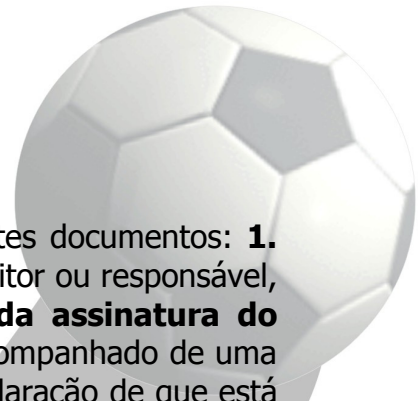 tes documentos: 1.
itor ou responsável,
da assinatura do
ompanhado de uma
laração de que está